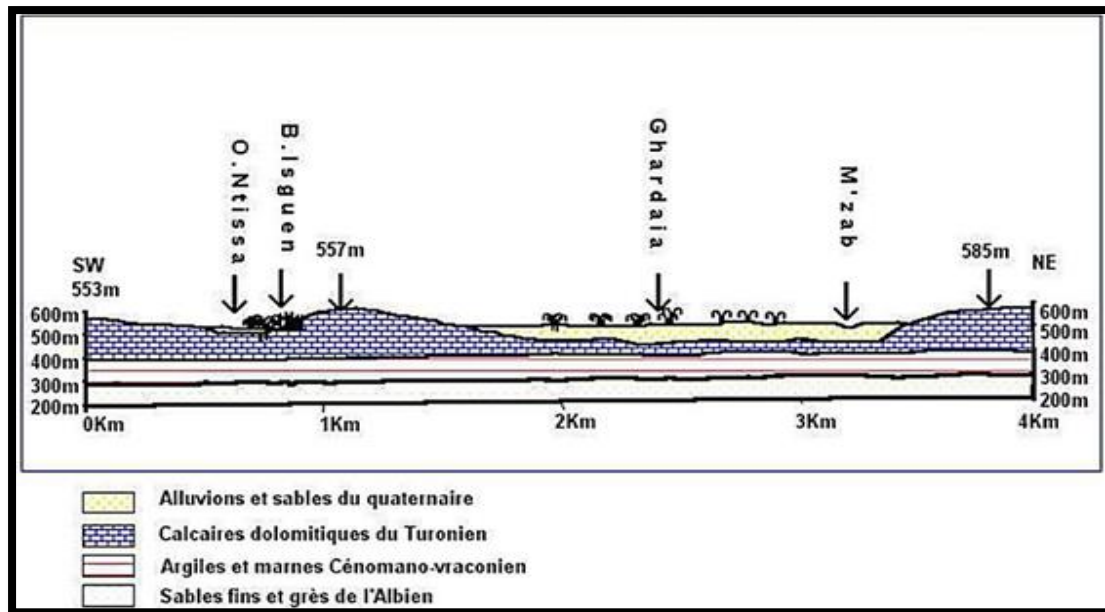 O.Ntissa
B.Isguen
557m
Ghardaia
M'zab
585m
SW
553m
NE
600m
500m
400m
300m
200m
600m
500m
400m
300m
200m
0Km
1Km
2Km
3Km
4Km
Alluvions et sables du quaternaire
Calcaires dolomitiques du Turonien
Argiles et marnes Cénomano-vraconien
Sables fins et grès de l'Albien